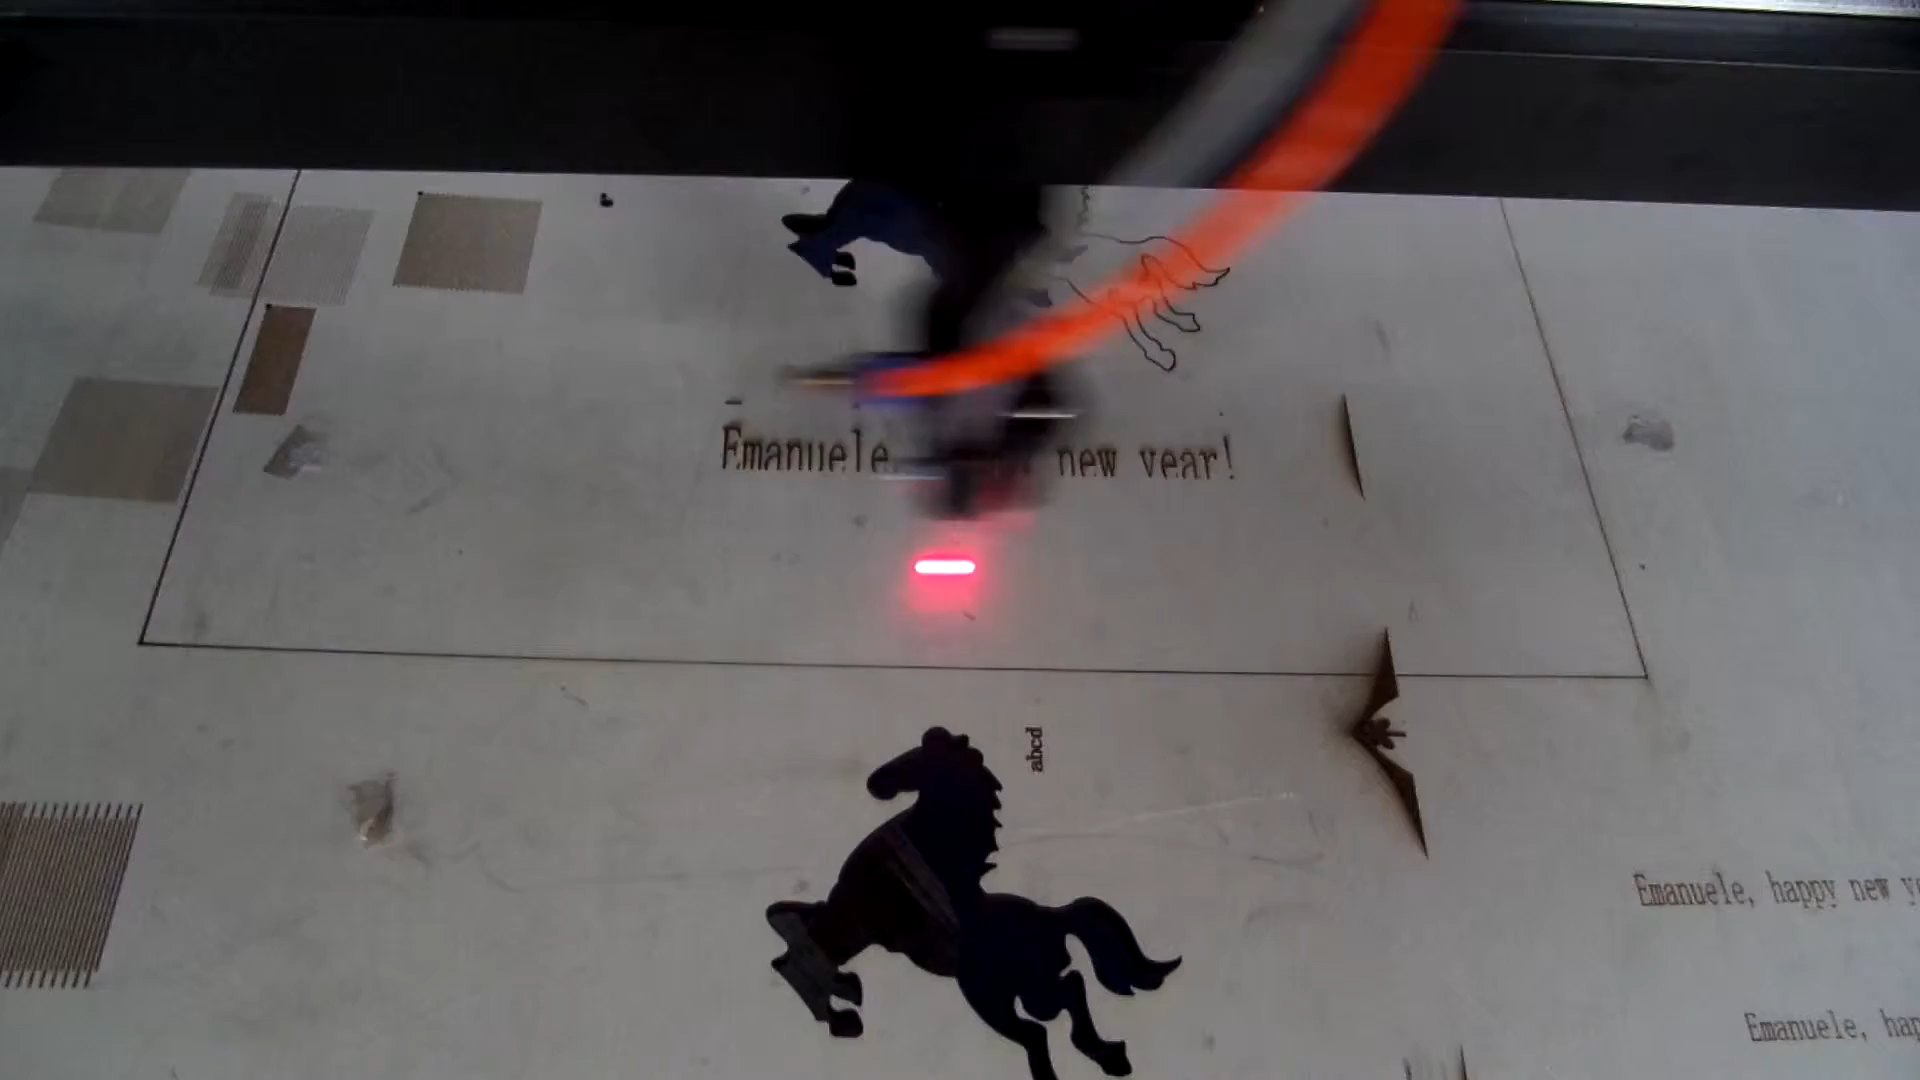 Emanuele, new year!
abcd
Emanuele, happy new
Emanuele,